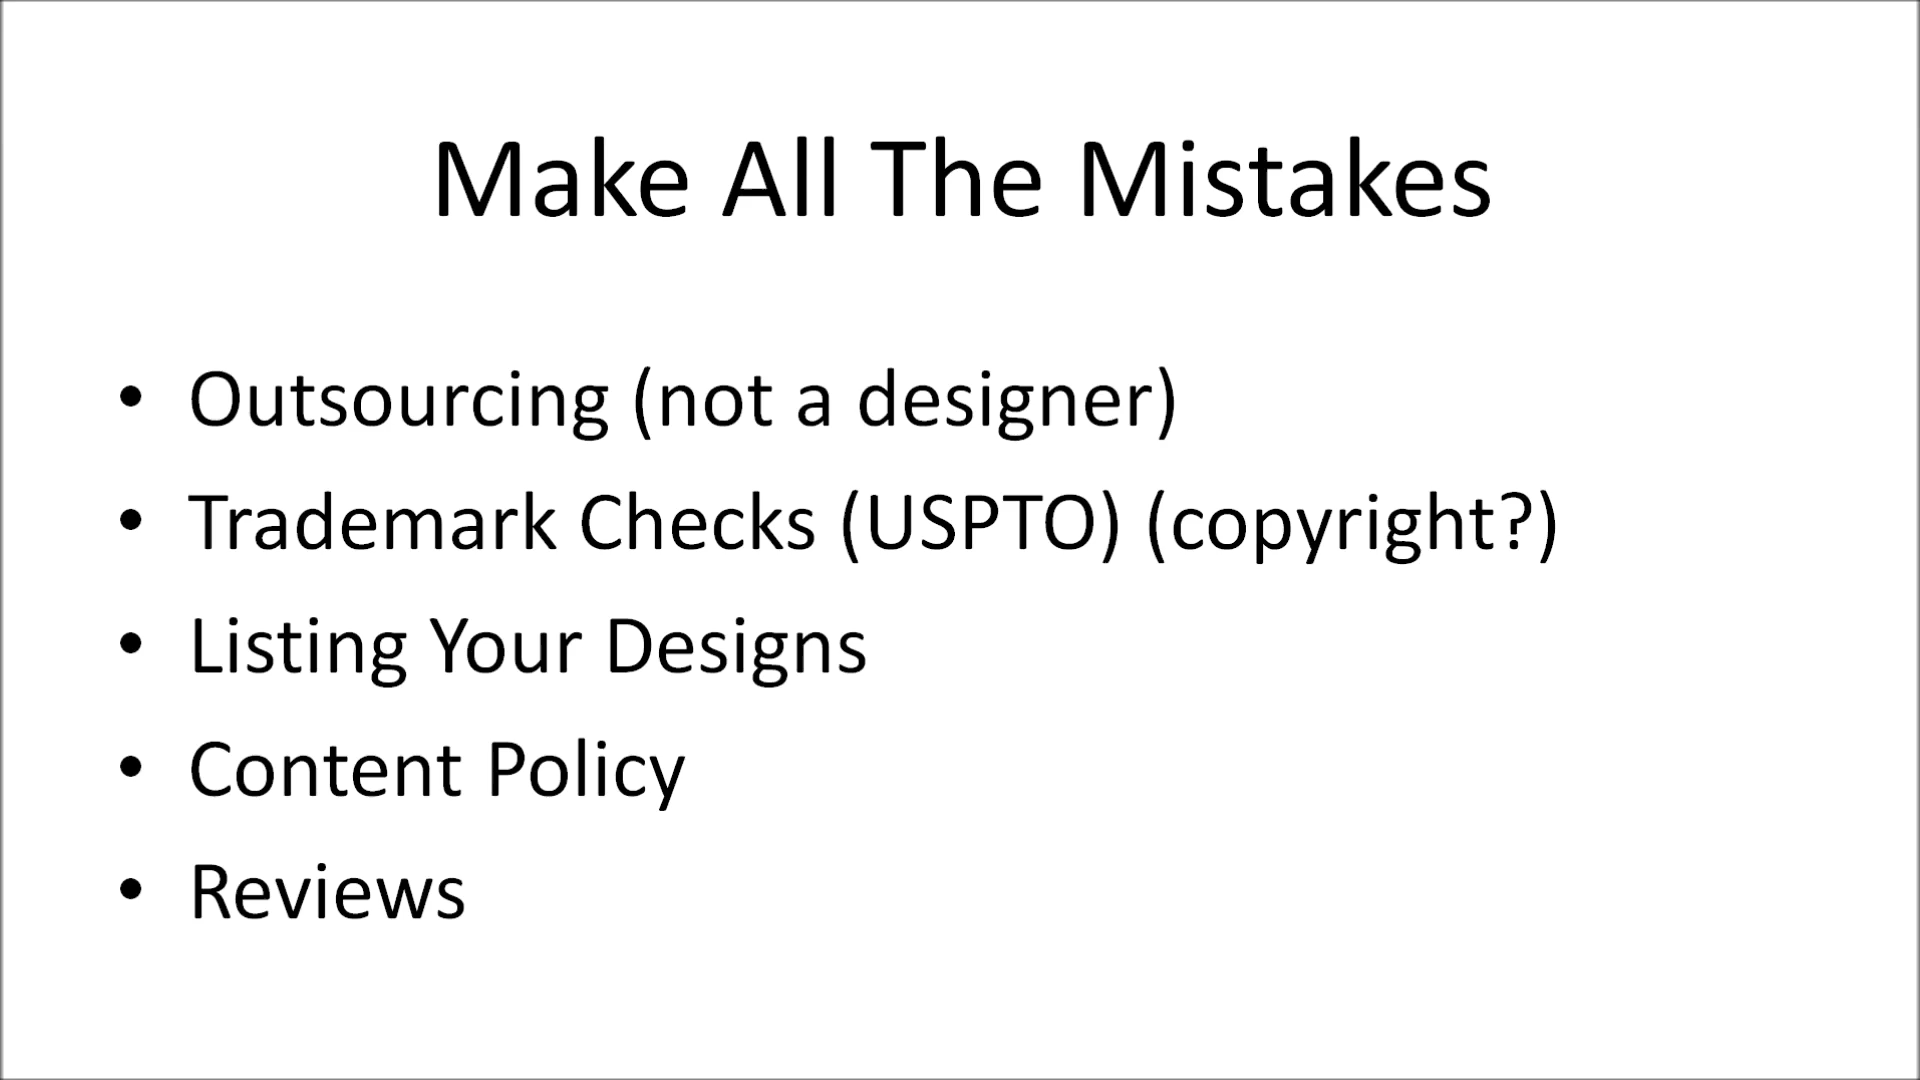 Make All The Mistakes
• Outsourcing (not a designer)
• Trademark Checks (USPTO) (copyright?)
• Listing Your Designs
• Content Policy
• Reviews